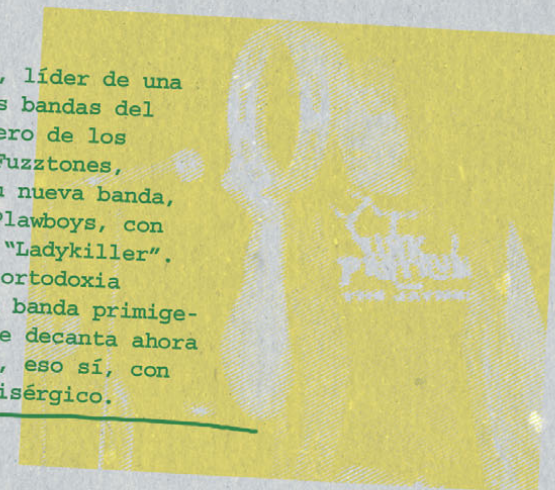 , líder de una
s bandas del
ero de los
Fuzztones,
nueva banda,
Plawboys, con
“Ladykiller”.
ortodoxia
banda primige-
e decanta ahora
, eso sí, con
isérgico.